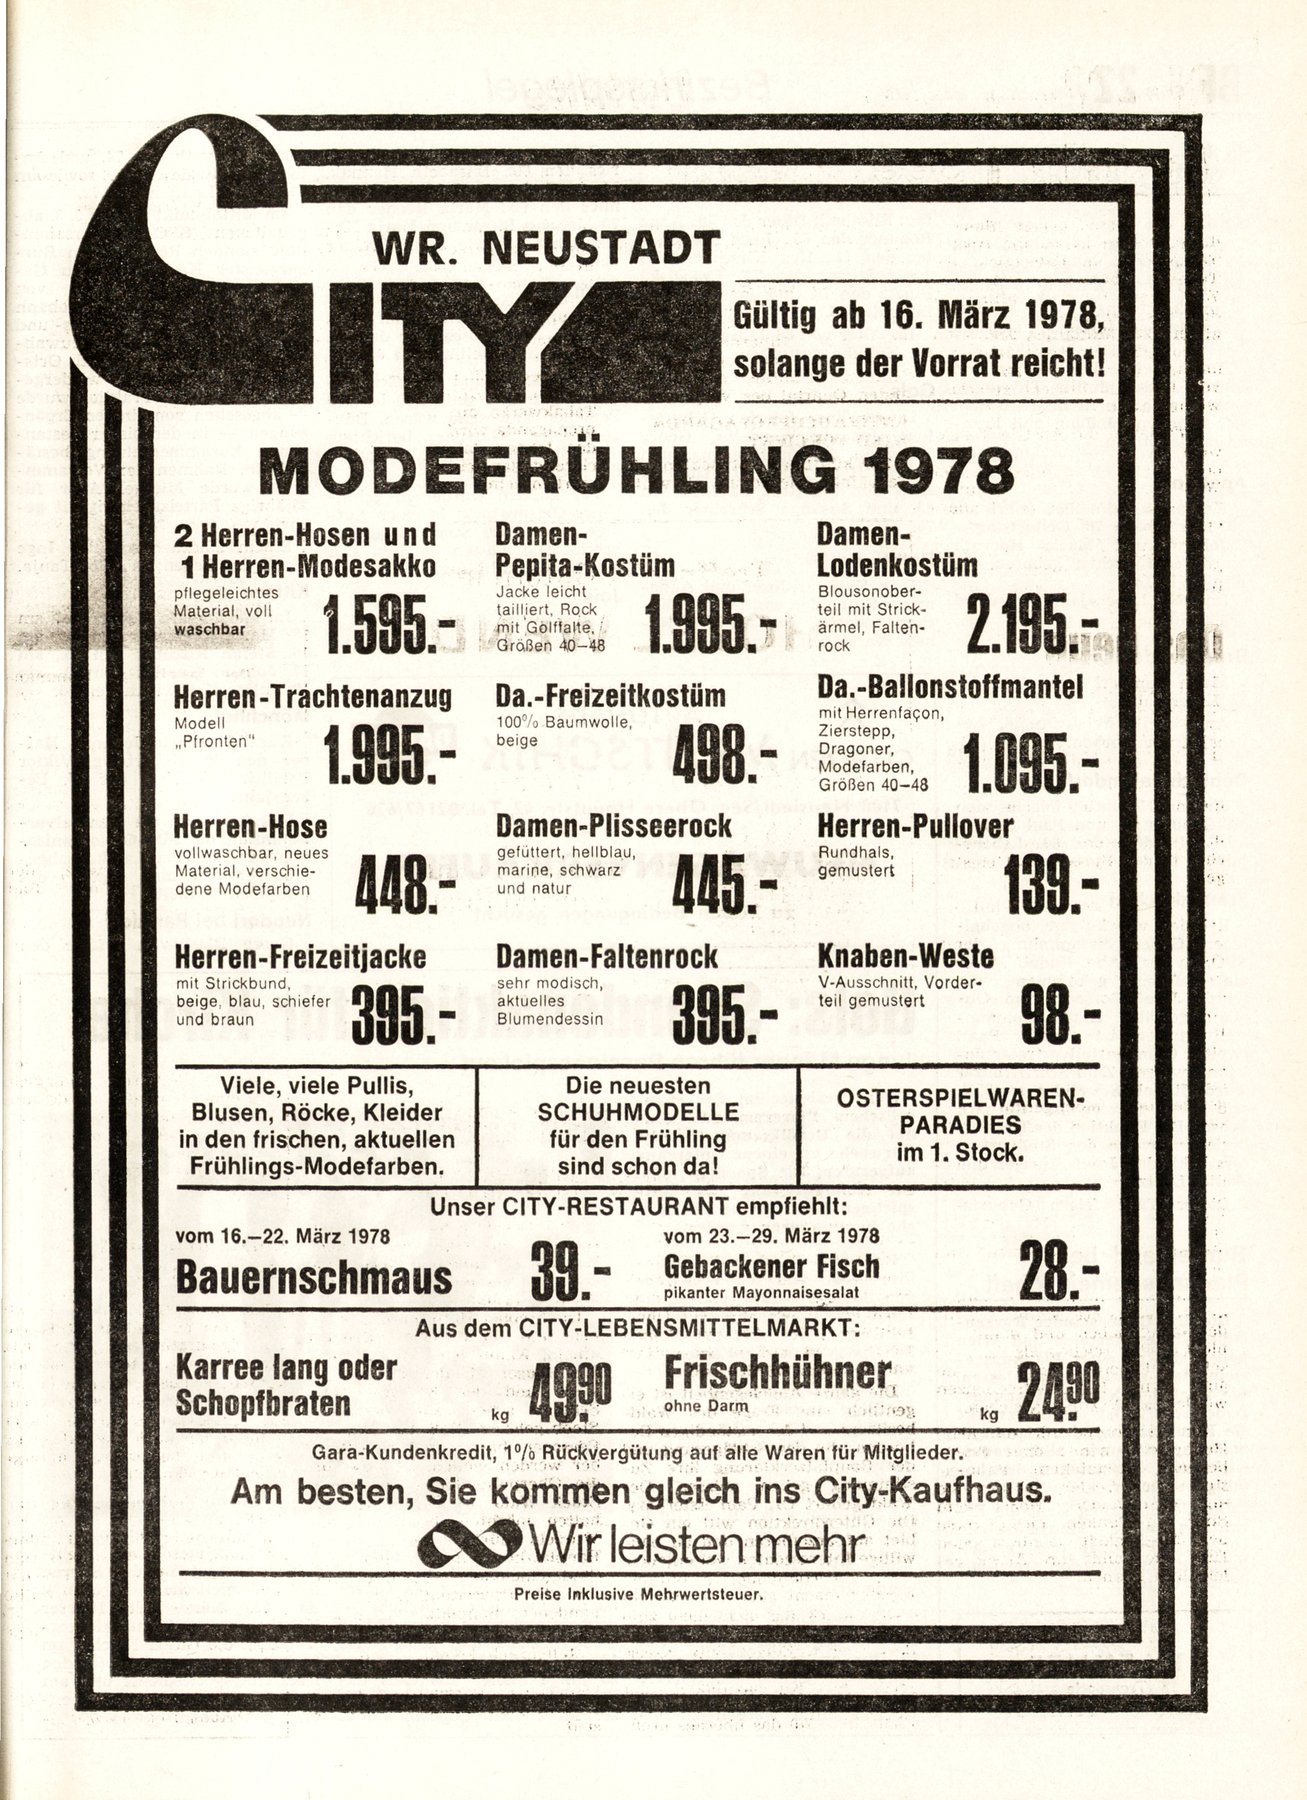 WR. NEUSTADT
CITY
Gültig ab 16. März 1978,
solange der Vorrat reicht!
MODEFRÜHLING 1978
2 Herren-Hosen und
1 Herren-Modesakko
pflegeleichtes
Material, voll
waschbar
1.595.-
Damen-
Pepita-Kostüm
Jacke leicht
tailliert, Rock
mit Golffalte,
Größen 40–48
1.995.-
Damen-
Lodenkostüm
Blousonober-
teil mit Strick-
ärmel, Falten-
rock
2.195.-
Herren-Trachtenanzug
Modell
„Pfronten"
1.995.-
Da.-Freizeitkostüm
100% Baumwolle,
beige
498.-
Da.-Ballonstoffmantel
mit Herrenfaçon,
Zierstepp,
Dragoner,
Modefarben,
Größen 40–48
1.095.-
Herren-Hose
vollwaschbar, neues
Material, verschie-
dene Modefarben
448.-
Damen-Plisseerock
gefüttert, hellblau,
marine, schwarz
und natur
445.-
Herren-Pullover
Rundhals,
gemustert
139.-
Herren-Freizeitjacke
mit Strickbund,
beige, blau, schiefer
und braun
395.-
Damen-Faltenrock
sehr modisch,
aktuelles
Blumendessin
395.-
Knaben-Weste
V-Ausschnitt, Vorder-
teil gemustert
98.-
Viele, viele Pullis,
Blusen, Röcke, Kleider
in den frischen, aktuellen
Frühlings-Modefarben.
Die neuesten
SCHUHMODELLE
für den Frühling
sind schon da!
OSTERSPIELWAREN-
PARADIES
im 1. Stock.
Unser CITY-RESTAURANT empfiehlt:
vom 16.–22. März 1978
Bauernschmaus
39.-
vom 23.–29. März 1978
Gebackener Fisch
pikanter Mayonnaisesalat
28.-
Aus dem CITY-LEBENSMITTELMARKT:
Karree lang oder
Schopfbraten
kg 49.90
Frischhühner
ohne Darm
kg 24.90
Gara-Kundenkredit, 1% Rückvergütung auf alle Waren für Mitglieder.
Am besten, Sie kommen gleich ins City-Kaufhaus.
Wir leisten mehr
Preise Inklusive Mehrwertsteuer.